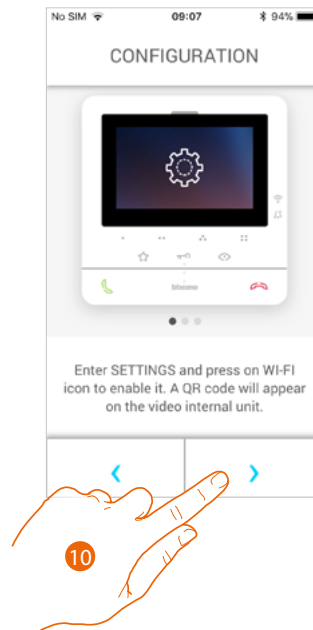 No SIM 09:07 94%
CONFIGURATION
bticino
Enter SETTINGS and press on WI-FI
icon to enable it. A QR code will appear
on the video internal unit.
10